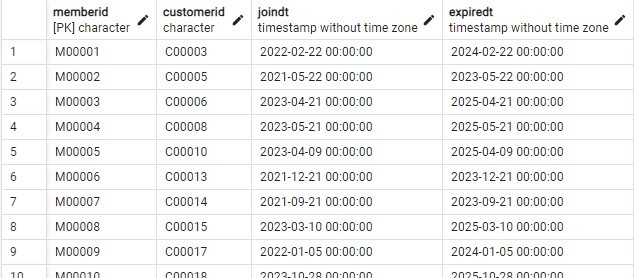 memberid customerid joindt expiredt
[PK] character character timestamp without time zone timestamp without time zone
1 M00001 C00003 2022-02-22 00:00:00 2024-02-22 00:00:00
2 M00002 C00005 2021-05-22 00:00:00 2023-05-22 00:00:00
3 M00003 C00006 2023-04-21 00:00:00 2025-04-21 00:00:00
4 M00004 C00008 2023-05-21 00:00:00 2025-05-21 00:00:00
5 M00005 C00010 2023-04-09 00:00:00 2025-04-09 00:00:00
6 M00006 C00013 2021-12-21 00:00:00 2023-12-21 00:00:00
7 M00007 C00014 2021-09-21 00:00:00 2023-09-21 00:00:00
8 M00008 C00015 2023-03-10 00:00:00 2025-03-10 00:00:00
9 M00009 C00017 2022-01-05 00:00:00 2024-01-05 00:00:00
10 M00010 C00018 2023-10-28 00:00:00 2025-10-28 00:00:00